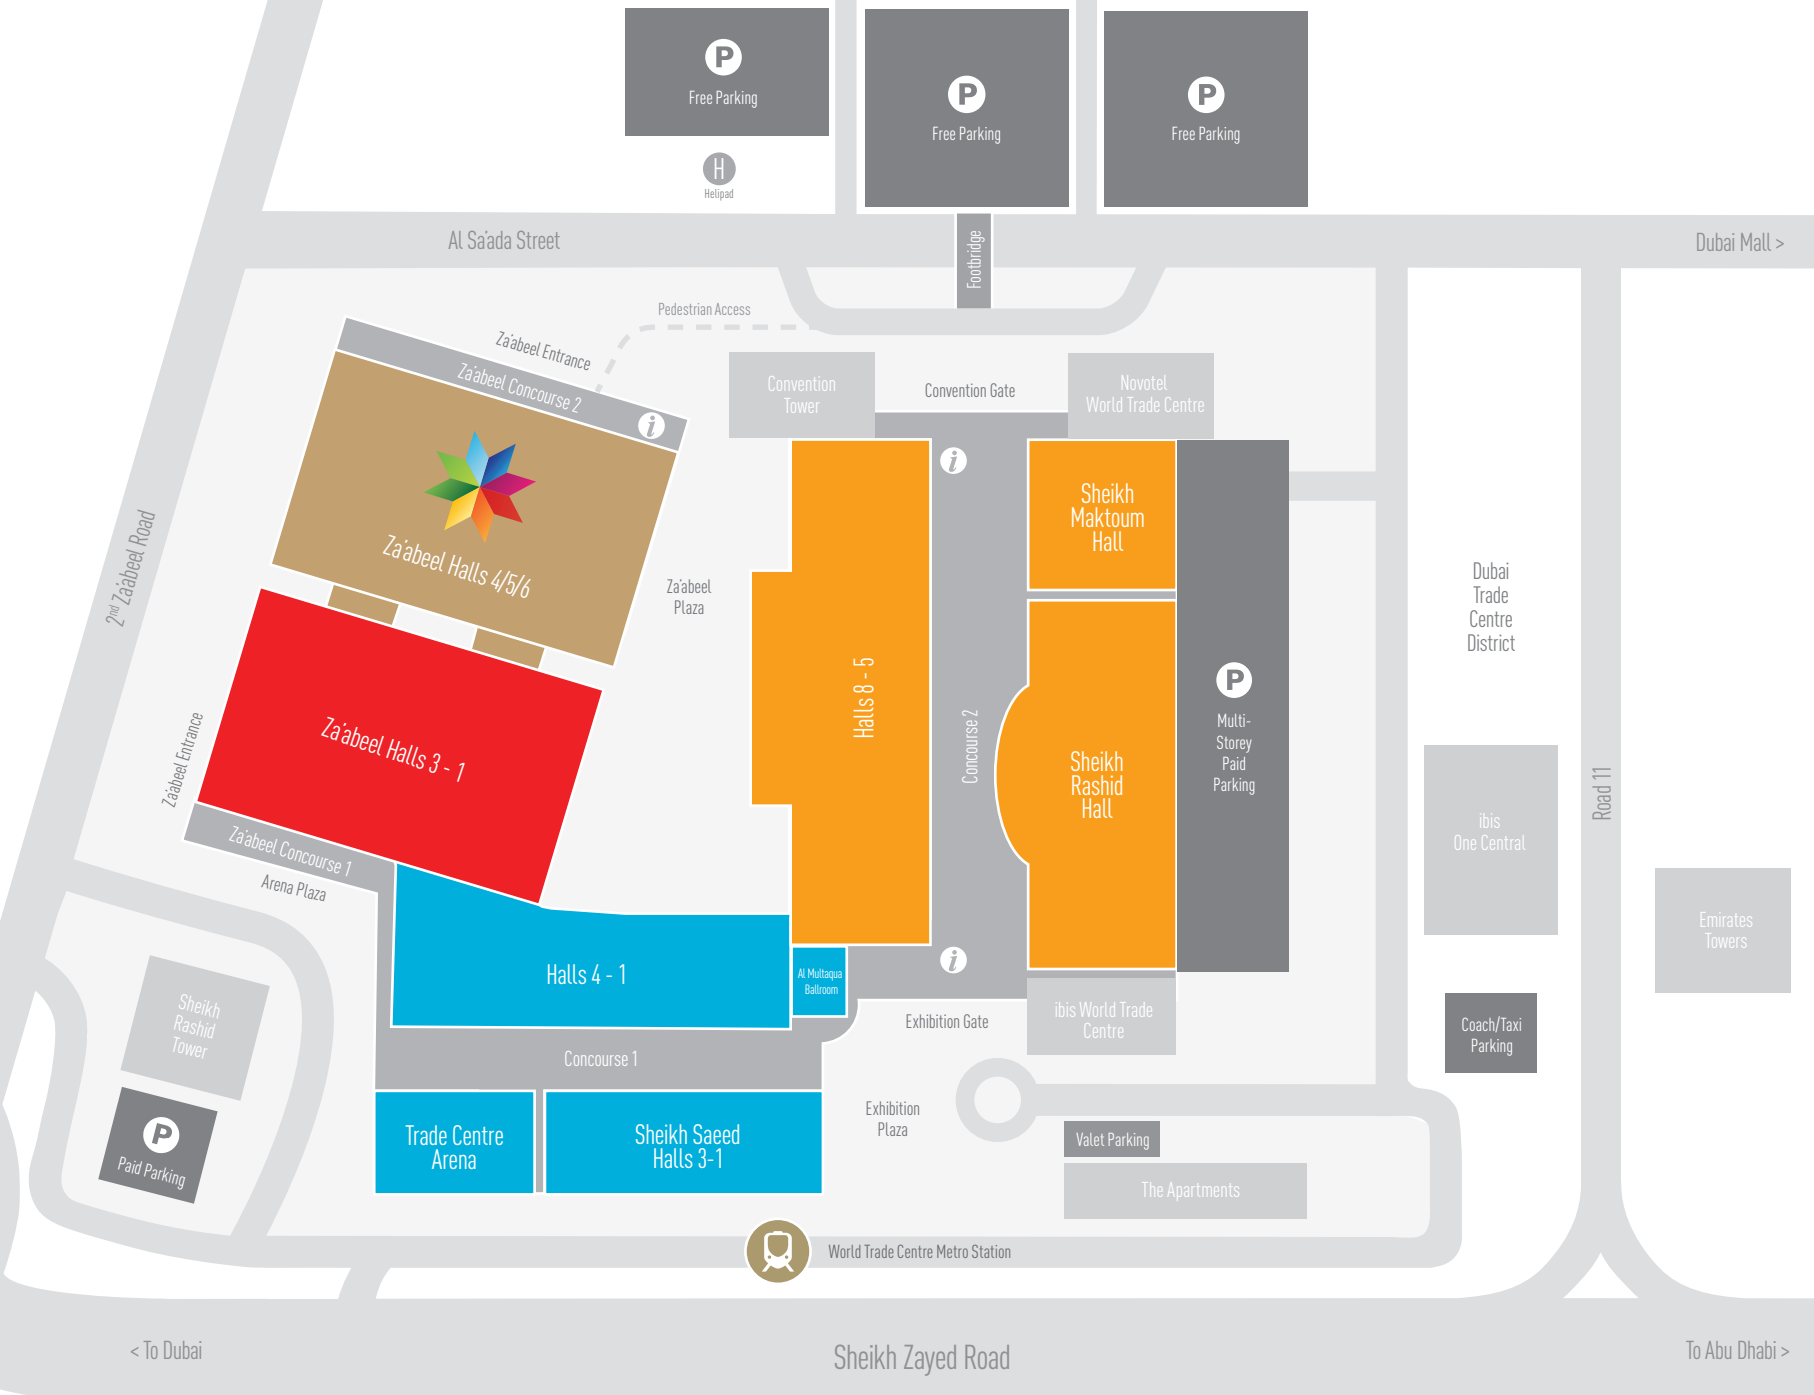 P
Free Parking
P
Free Parking
P
Free Parking
H
Helipad
Al Sa'ada Street
Footbridge
Dubai Mall >
Pedestrian Access
Za'abeel Entrance
Za'abeel Concourse 2
i
Convention
Tower
Convention Gate
Novotel
World Trade Centre
i
Sheikh
Maktoum
Hall
Za'abeel Halls 4/5/6
2nd Za'abeel Road
Za'abeel
Plaza
Dubai
Trade
Centre
District
Halls 8 - 5
Concourse 2
P
Multi-
Storey
Paid
Parking
Za'abeel Halls 3 - 1
Za'abeel Entrance
Sheikh
Rashid
Hall
Road 11
ibis
One Central
Za'abeel Concourse 1
Arena Plaza
Emirates
Towers
Halls 4 - 1
Al Multaqua
Ballroom
i
Sheikh
Rashid
Tower
Exhibition Gate
ibis World Trade
Centre
Coach/Taxi
Parking
Concourse 1
P
Paid Parking
Trade Centre
Arena
Sheikh Saeed
Halls 3-1
Exhibition
Plaza
Valet Parking
The Apartments
World Trade Centre Metro Station
< To Dubai
Sheikh Zayed Road
To Abu Dhabi >